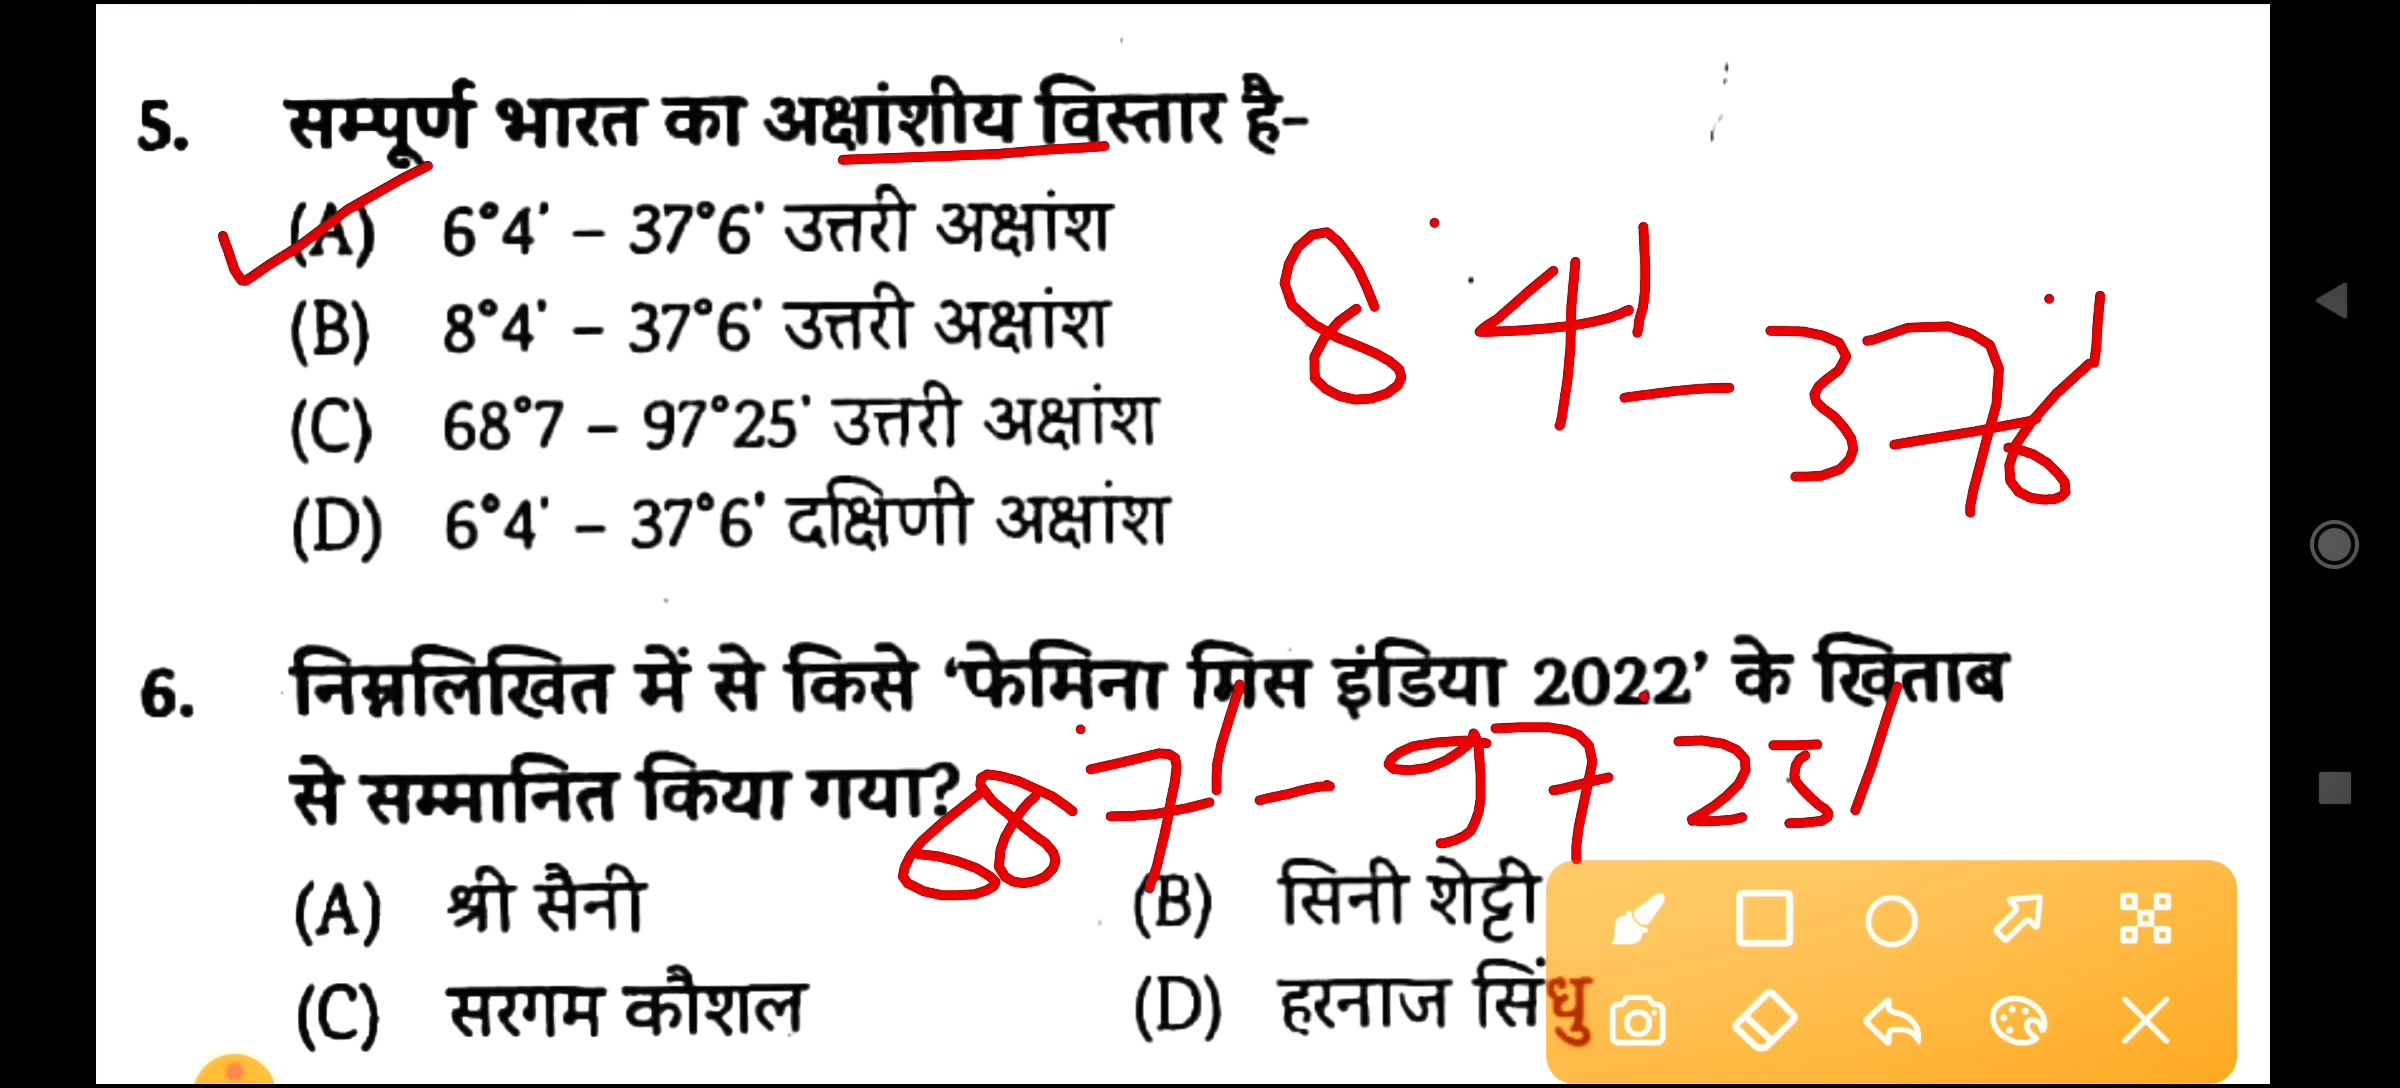 5. सम्पूर्ण भारत का अक्षांशीय विस्तार है-
(A) 6°4' – 37°6' उत्तरी अक्षांश
(B) 8°4' – 37°6' उत्तरी अक्षांश
8°4' – 37°6'
(C) 68°7 – 97°25' उत्तरी अक्षांश
(D) 6°4' – 37°6' दक्षिणी अक्षांश
6. निम्नलिखित में से किसे ‘फेमिना मिस इंडिया 2022’ के खिताब
से सम्मानित किया गया?
68°7' – 97°25'
(A) श्री सैनी (B) सिनी शेट्टी
(C) सरगम कौशल (D) हरनाज सिंधु